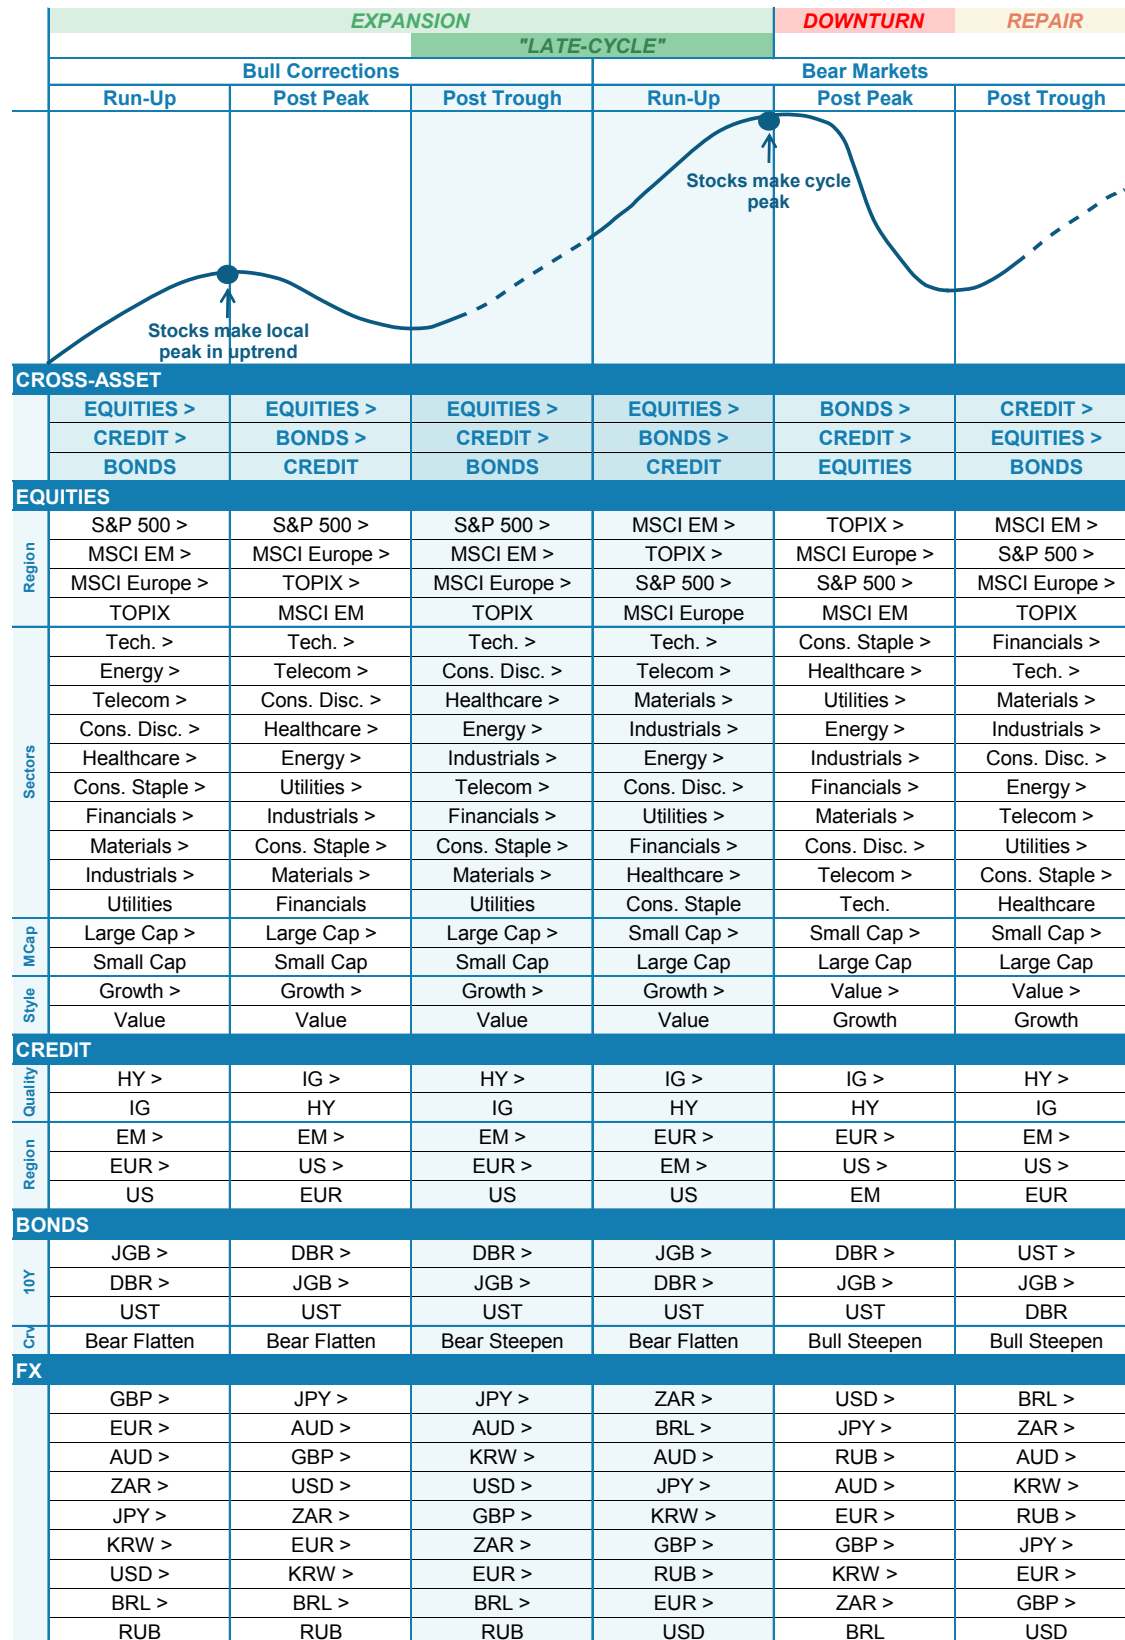 EXPANSION DOWNTURN REPAIR
"LATE-CYCLE"
Bull Corrections Bear Markets
Run-Up Post Peak Post Trough Run-Up Post Peak Post Trough
Stocks make cycle
peak
Stocks make local
peak in uptrend
CROSS-ASSET
EQUITIES > EQUITIES > EQUITIES > EQUITIES > BONDS > CREDIT >
CREDIT > BONDS > CREDIT > BONDS > CREDIT > EQUITIES >
BONDS CREDIT BONDS CREDIT EQUITIES BONDS
EQUITIES
Region
S&P 500 > S&P 500 > S&P 500 > MSCI EM > TOPIX > MSCI EM >
MSCI EM > MSCI Europe > MSCI EM > TOPIX > MSCI Europe > S&P 500 >
MSCI Europe > TOPIX > MSCI Europe > S&P 500 > S&P 500 > MSCI Europe >
TOPIX MSCI EM TOPIX MSCI Europe MSCI EM TOPIX
Sectors
Tech. > Tech. > Tech. > Tech. > Cons. Staple > Financials >
Energy > Telecom > Cons. Disc. > Telecom > Healthcare > Tech. >
Telecom > Cons. Disc. > Healthcare > Materials > Utilities > Materials >
Cons. Disc. > Healthcare > Energy > Industrials > Energy > Industrials >
Healthcare > Energy > Industrials > Energy > Industrials > Cons. Disc. >
Cons. Staple > Utilities > Telecom > Cons. Disc. > Financials > Energy >
Financials > Industrials > Financials > Utilities > Materials > Telecom >
Materials > Cons. Staple > Cons. Staple > Financials > Cons. Disc. > Utilities >
Industrials > Materials > Materials > Healthcare > Telecom > Cons. Staple >
Utilities Financials Utilities Cons. Staple Tech. Healthcare
MCap
Large Cap > Large Cap > Large Cap > Small Cap > Small Cap > Small Cap >
Small Cap Small Cap Small Cap Large Cap Large Cap Large Cap
Style
Growth > Growth > Growth > Growth > Value > Value >
Value Value Value Value Growth Growth
CREDIT
Quality
HY > IG > HY > IG > IG > HY >
IG HY IG HY HY IG
Region
EM > EM > EM > EUR > EUR > EM >
EUR > US > EUR > EM > US > US >
US EUR US US EM EUR
BONDS
10Y
JGB > DBR > DBR > JGB > DBR > UST >
DBR > JGB > JGB > DBR > JGB > JGB >
UST UST UST UST UST DBR
Crv
Bear Flatten Bear Flatten Bear Steepen Bear Flatten Bull Steepen Bull Steepen
FX
GBP > JPY > JPY > ZAR > USD > BRL >
EUR > AUD > AUD > BRL > JPY > ZAR >
AUD > GBP > KRW > AUD > RUB > AUD >
ZAR > USD > USD > JPY > AUD > KRW >
JPY > ZAR > GBP > KRW > EUR > RUB >
KRW > EUR > ZAR > GBP > GBP > JPY >
USD > KRW > EUR > RUB > KRW > EUR >
BRL > BRL > BRL > EUR > ZAR > GBP >
RUB RUB RUB USD BRL USD